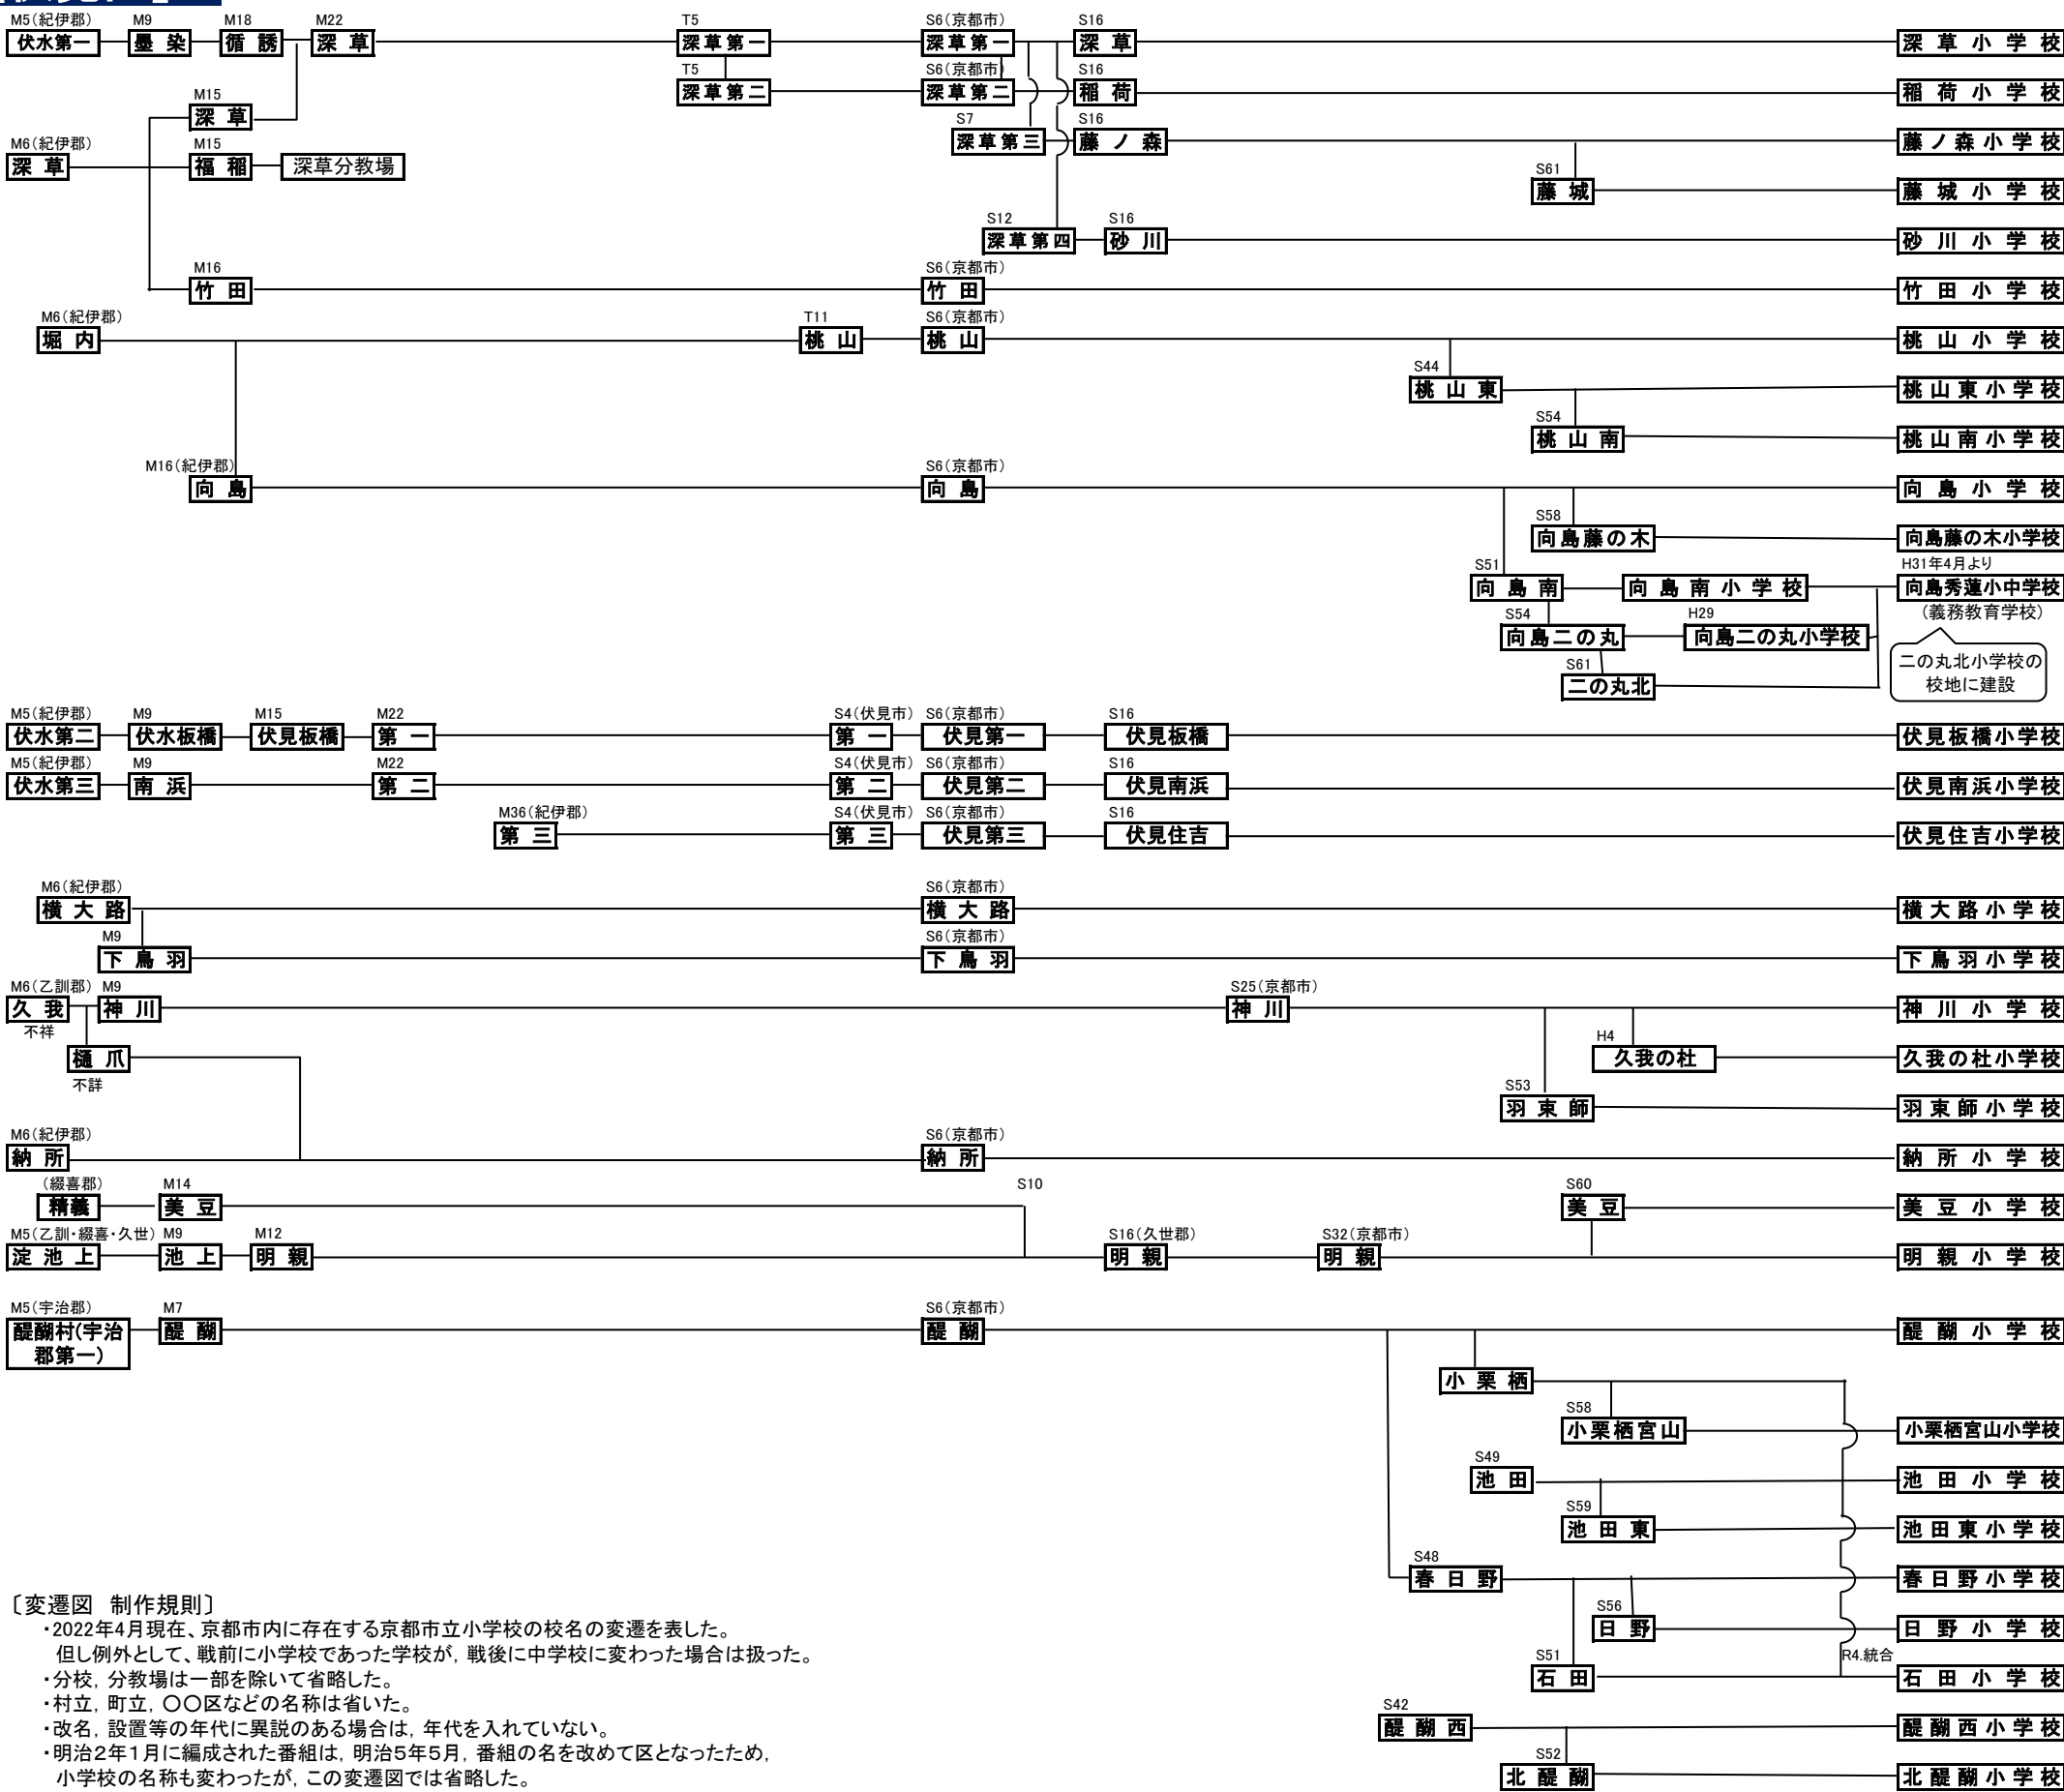 M5(紀伊郡) M9 M18 M22 T5 S6(京都市) S16
伏水第一 墨染 循誘 深草 深草第一 深草第一 深草 深草小学校
T5 S6(京都市) S16
深草第二 深草第二 稲荷 稲荷小学校
M15
深草
S7 S16
深草第三 藤ノ森 藤ノ森小学校
M6(紀伊郡) M15
深草 福稲 深草分教場
S61
藤城 藤城小学校
S12 S16
深草第四 砂川 砂川小学校
M16 S6(京都市)
竹田 竹田 竹田小学校
M6(紀伊郡) T11 S6(京都市)
堀内 桃山 桃山 桃山小学校
S44
桃山東 桃山東小学校
S54
桃山南 桃山南小学校
M16(紀伊郡) S6(京都市)
向島 向島 向島小学校
S58
向島藤の木 向島藤の木小学校
S51 H31年4月より
向島南 向島南小学校 向島秀蓮小中学校
(義務教育学校)
S54 H29
向島二の丸 向島二の丸小学校
二の丸北小学校の
校地に建設
S61
二の丸北
M5(紀伊郡) M9 M15 M22 S4(伏見市) S6(京都市) S16
伏水第二 伏水板橋 伏見板橋 第一 第一 伏見第一 伏見板橋 伏見板橋小学校
M5(紀伊郡) M9 M22 S4(伏見市) S6(京都市) S16
伏水第三 南浜 第二 第二 伏見第二 伏見南浜 伏見南浜小学校
M36(紀伊郡) S4(伏見市) S6(京都市) S16
第三 第三 伏見第三 伏見住吉 伏見住吉小学校
M6(紀伊郡) S6(京都市)
横大路 横大路 横大路小学校
M9 S6(京都市)
下鳥羽 下鳥羽 下鳥羽小学校
M6(乙訓郡) M9 S25(京都市)
久我 神川 神川 神川小学校
不祥
H4
樋爪 久我の杜 久我の杜小学校
不詳
S53
羽束師 羽束師小学校
M6(紀伊郡) S6(京都市)
納所 納所 納所小学校
(綴喜郡) M14 S10 S60
精義 美豆 美豆 美豆小学校
M5(乙訓・綴喜・久世) M9 M12 S16(久世郡) S32(京都市)
淀池上 池上 明親 明親 明親 明親小学校
M5(宇治郡) M7 S6(京都市)
醍醐村(宇治
郡第一) 醍醐 醍醐 醍醐小学校
小栗栖
S58
小栗栖宮山 小栗栖宮山小学校
S49
池田 池田小学校
S59
池田東 池田東小学校
S48
春日野 春日野小学校
S56
日野 日野小学校
S51 R4.統合
石田 石田小学校
S42
醍醐西 醍醐西小学校
S52
北醍醐 北醍醐小学校
〔変遷図 制作規則〕
・2022年4月現在、京都市内に存在する京都市立小学校の校名の変遷を表した。
但し例外として、戦前に小学校であった学校が,戦後に中学校に変わった場合は扱った。
・分校,分教場は一部を除いて省略した。
・村立,町立,〇〇区などの名称は省いた。
・改名,設置等の年代に異説のある場合は,年代を入れていない。
・明治2年1月に編成された番組は,明治5年5月,番組の名を改めて区となったため,
小学校の名称も変わったが,この変遷図では省略した。